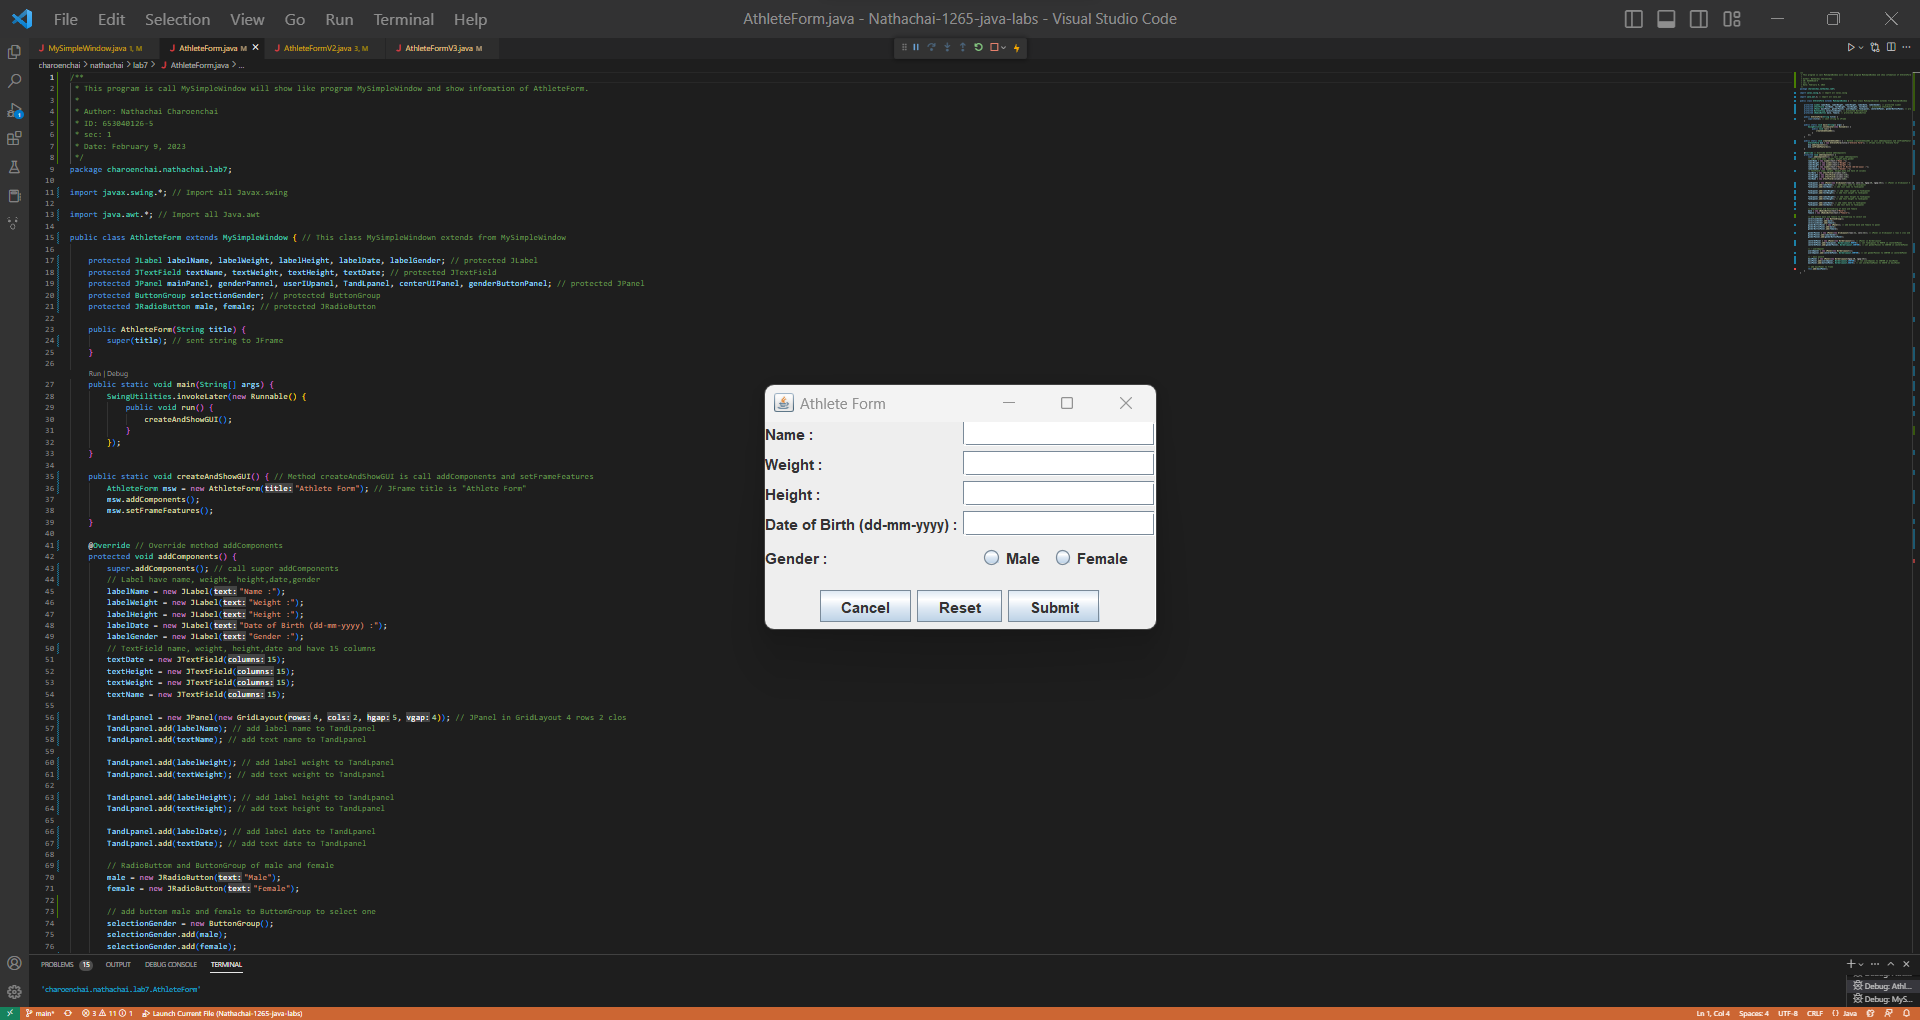 File Edit Selection View Go Run Terminal Help
AthleteForm.java - Nathachai-1265-java-labs - Visual Studio Code
MySimpleWindow.java 1, M AthleteForm.java M AthleteFormV2.java 3, M AthleteFormV3.java M
charoenchai > nathachai > lab7 > AthleteForm.java > ...
1 /**
2 * This program is call MySimpleWindow will show like program MySimpleWindow and show infomation of AthleteForm.
3 *
4 * Author: Nathachai Charoenchai
5 * ID: 653040126-5
6 * sec: 1
7 * Date: February 9, 2023
8 */
9 package charoenchai.nathachai.lab7;
10
11 import javax.swing.*; // Import all Javax.swing
12
13 import java.awt.*; // Import all Java.awt
14
15 public class AthleteForm extends MySimpleWindow { // This class MySimpleWindown extends from MySimpleWindow
16
17 protected JLabel labelName, labelWeight, labelHeight, labelDate, labelGender; // protected JLabel
18 protected JTextField textName, textWeight, textHeight, textDate; // protected JTextField
19 protected JPanel mainPanel, genderPannel, userIUpanel, TandLpanel, centerUIPanel, genderButtonPanel; // protected JPanel
20 protected ButtonGroup selectionGender; // protected ButtonGroup
21 protected JRadioButton male, female; // protected JRadioButton
22
23 public AthleteForm(String title) {
24 super(title); // sent string to JFrame
25 }
26
Run | Debug
27 public static void main(String[] args) {
28 SwingUtilities.invokeLater(new Runnable() {
29 public void run() {
30 createAndShowGUI();
31 }
32 });
33 }
34
35 public static void createAndShowGUI() { // Method createAndShowGUI is call addComponents and setFrameFeatures
36 AthleteForm msw = new AthleteForm(title: "Athlete Form"); // JFrame title is "Athlete Form"
37 msw.addComponents();
38 msw.setFrameFeatures();
39 }
40
41 @Override // Override method addComponents
42 protected void addComponents() {
43 super.addComponents(); // call super addComponents
44 // Label have name, weight, height,date,gender
45 labelName = new JLabel(text: "Name :");
46 labelWeight = new JLabel(text: "Weight :");
47 labelHeight = new JLabel(text: "Height :");
48 labelDate = new JLabel(text: "Date of Birth (dd-mm-yyyy) :");
49 labelGender = new JLabel(text: "Gender :");
50 // TextField name, weight, height,date and have 15 columns
51 textDate = new JTextField(columns: 15);
52 textHeight = new JTextField(columns: 15);
53 textWeight = new JTextField(columns: 15);
54 textName = new JTextField(columns: 15);
55
56 TandLpanel = new JPanel(new GridLayout(rows: 4, cols: 2, hgap: 5, vgap: 4)); // JPanel in GridLayout 4 rows 2 clos
57 TandLpanel.add(labelName); // add label name to TandLpanel
58 TandLpanel.add(textName); // add text name to TandLpanel
59
60 TandLpanel.add(labelWeight); // add label weight to TandLpanel
61 TandLpanel.add(textWeight); // add text weight to TandLpanel
62
63 TandLpanel.add(labelHeight); // add label height to TandLpanel
64 TandLpanel.add(textHeight); // add text height to TandLpanel
65
66 TandLpanel.add(labelDate); // add label date to TandLpanel
67 TandLpanel.add(textDate); // add text date to TandLpanel
68
69 // RadioButtom and ButtonGroup of male and female
70 male = new JRadioButton(text: "Male");
71 female = new JRadioButton(text: "Female");
72
73 // add buttom male and female to ButtomGroup to select one
74 selectionGender = new ButtonGroup();
75 selectionGender.add(male);
76 selectionGender.add(female);
Athlete Form
Name :
Weight :
Height :
Date of Birth (dd-mm-yyyy) :
Gender : Male Female
Cancel Reset Submit
PROBLEMS 15 OUTPUT DEBUG CONSOLE TERMINAL
'charoenchai.nathachai.lab7.AthleteForm'
Debug: Athl...
Debug: MyS...
main* 3 11 1 Launch Current File (Nathachai-1265-java-labs)
Ln 1, Col 4 Spaces: 4 UTF-8 CRLF {} Java